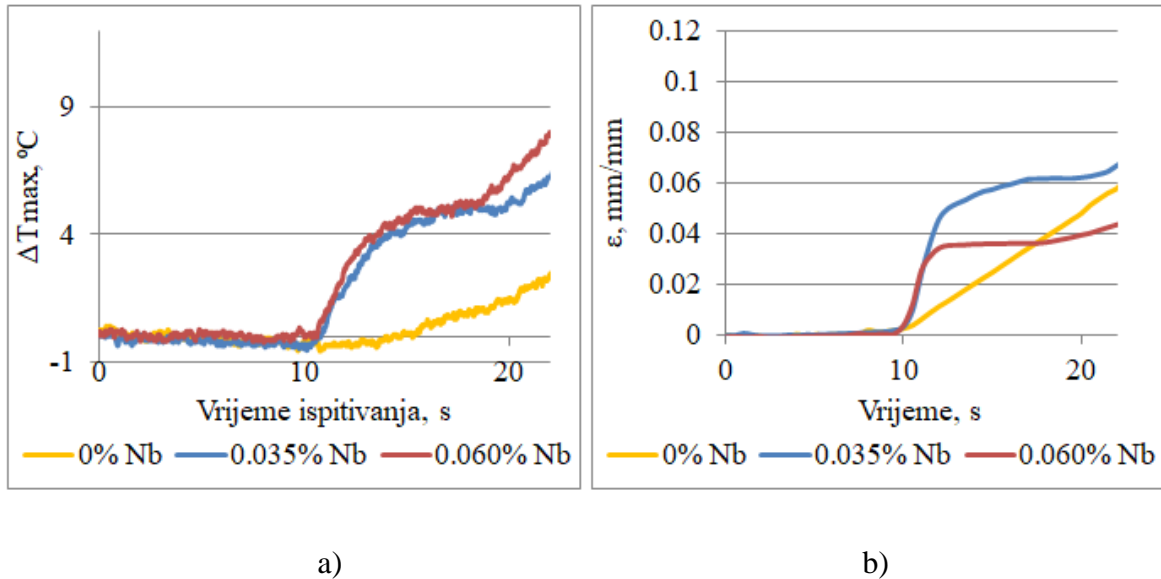 9
4
-1
ΔTmax, ºC
0 10 20
Vrijeme ispitivanja, s
0% Nb 0.035% Nb 0.060% Nb
0.12
0.1
0.08
0.06
0.04
0.02
0
ε, mm/mm
0 10 20
Vrijeme, s
0% Nb 0.035% Nb 0.060% Nb
a) b)